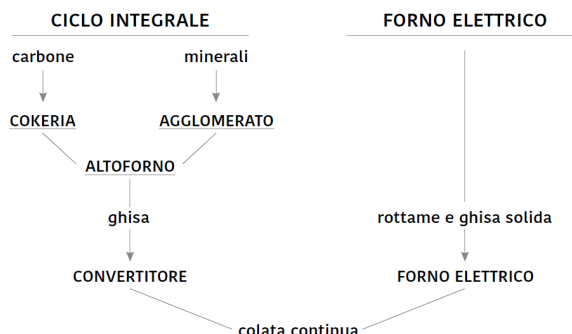 CICLO INTEGRALE
FORNO ELETTRICO
carbone
minerali
COKERIA
AGGLOMERATO
ALTOFORNO
ghisa
rottame e ghisa solida
CONVERTITORE
FORNO ELETTRICO
colata continua